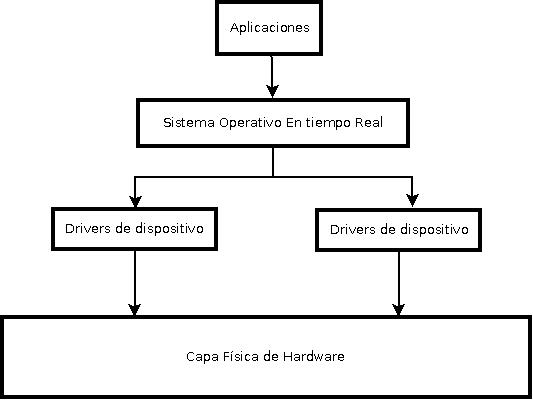 Aplicaciones
Sistema Operativo En tiempo Real
Drivers de dispositivo
Drivers de dispositivo
Capa Física de Hardware